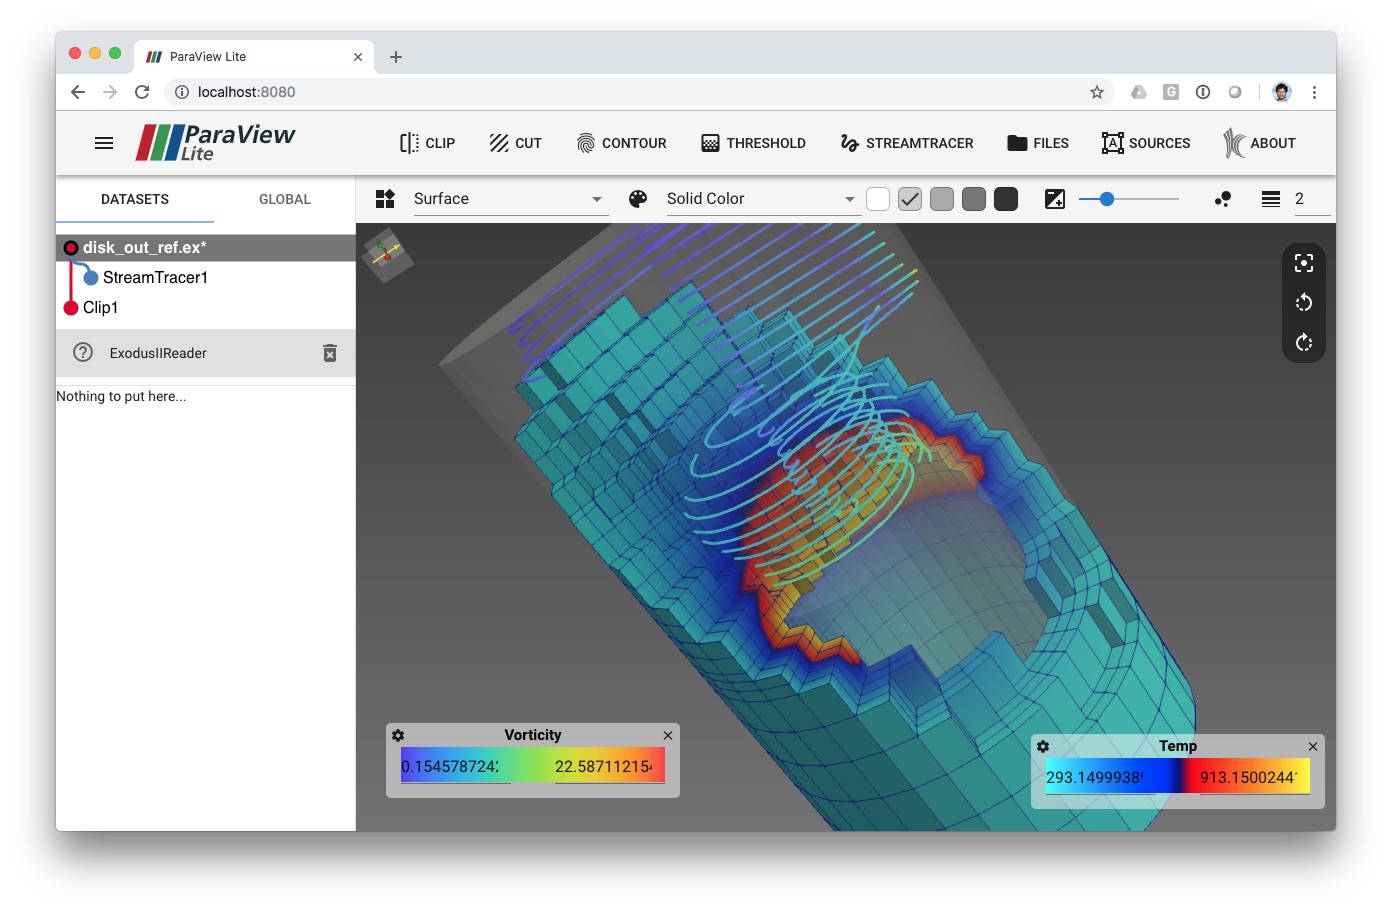 ParaView Lite
localhost:8080
ParaView
Lite
CLIP
CUT
CONTOUR
THRESHOLD
STREAMTRACER
FILES
A
SOURCES
ABOUT
DATASETS
GLOBAL
Surface
Solid Color
2
disk_out_ref.ex*
StreamTracer1
Clip1
ExodusIIReader
Nothing to put here...
Vorticity
0.154578724
22.58711215
Temp
293.1499938
913.1500244